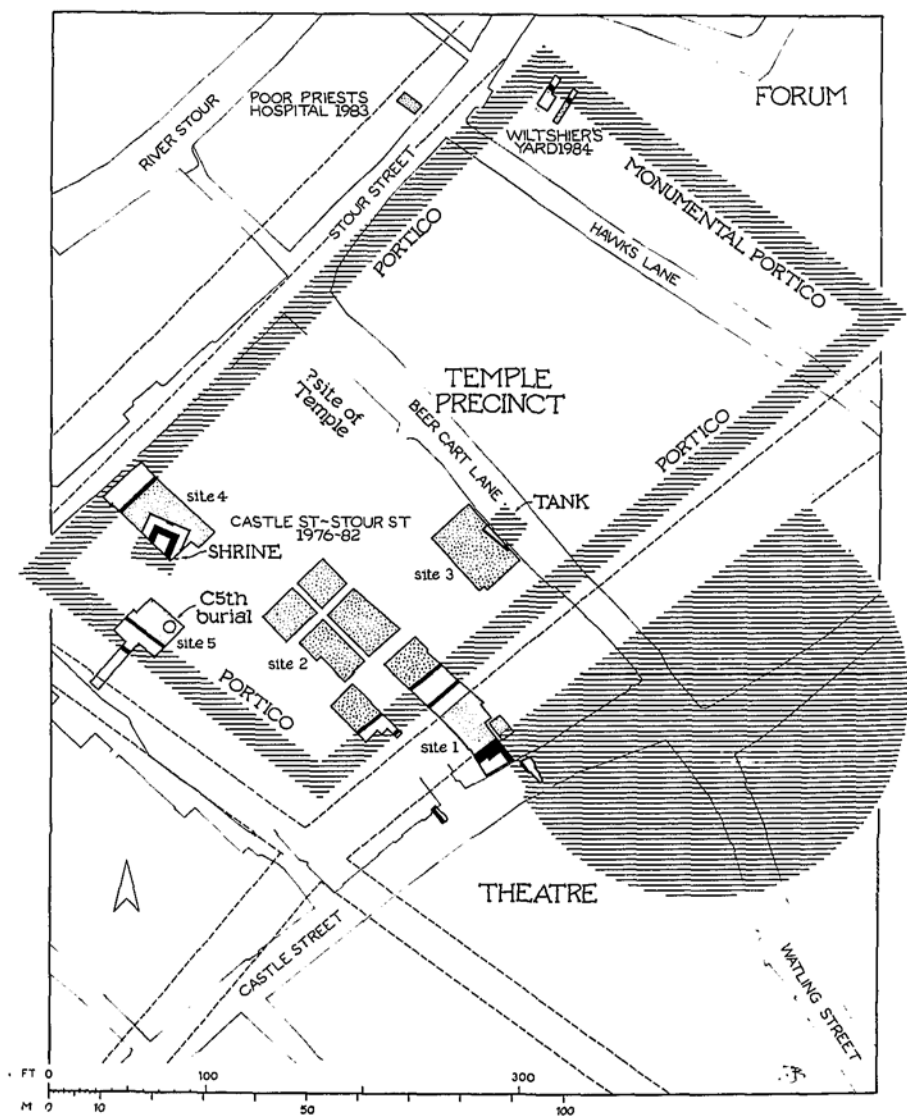 POOR PRIESTS
HOSPITAL 1983
FORUM
RIVER STOUR
WILTSHIER'S
YARD 1984
STOUR STREET
MONUMENTAL PORTICO
PORTICO
HAWKS LANE
?site of
Temple
TEMPLE
PRECINCT
BEER CART LANE
PORTICO
site 4
TANK
CASTLE ST~STOUR ST
1976-82
SHRINE
site 3
C5th
burial
site 5
site 2
PORTICO
site 1
THEATRE
CASTLE STREET
WATLING STREET
FT 0 100 300
M 0 10 100